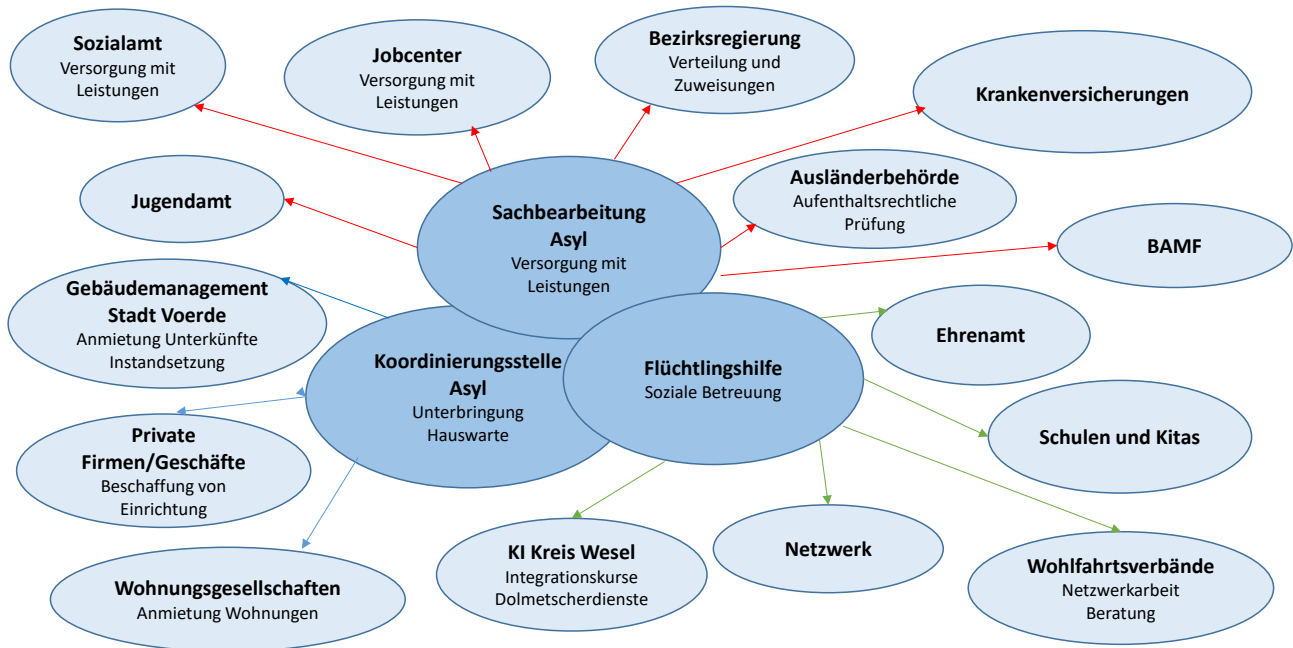 Sozialamt
Versorgung mit
Leistungen
Jobcenter
Versorgung mit
Leistungen
Bezirksregierung
Verteilung und
Zuweisungen
Krankenversicherungen
Jugendamt
Sachbearbeitung
Asyl
Versorgung mit
Leistungen
Ausländerbehörde
Aufenthaltsrechtliche
Prüfung
BAMF
Gebäudemanagement
Stadt Voerde
Anmietung Unterkünfte
Instandsetzung
Koordinierungsstelle
Asyl
Unterbringung
Hauswarte
Flüchtlingshilfe
Soziale Betreuung
Ehrenamt
Private
Firmen/Geschäfte
Beschaffung von
Einrichtung
Schulen und Kitas
Wohnungsgesellschaften
Anmietung Wohnungen
KI Kreis Wesel
Integrationskurse
Dolmetscherdienste
Netzwerk
Wohlfahrtsverbände
Netzwerkarbeit
Beratung